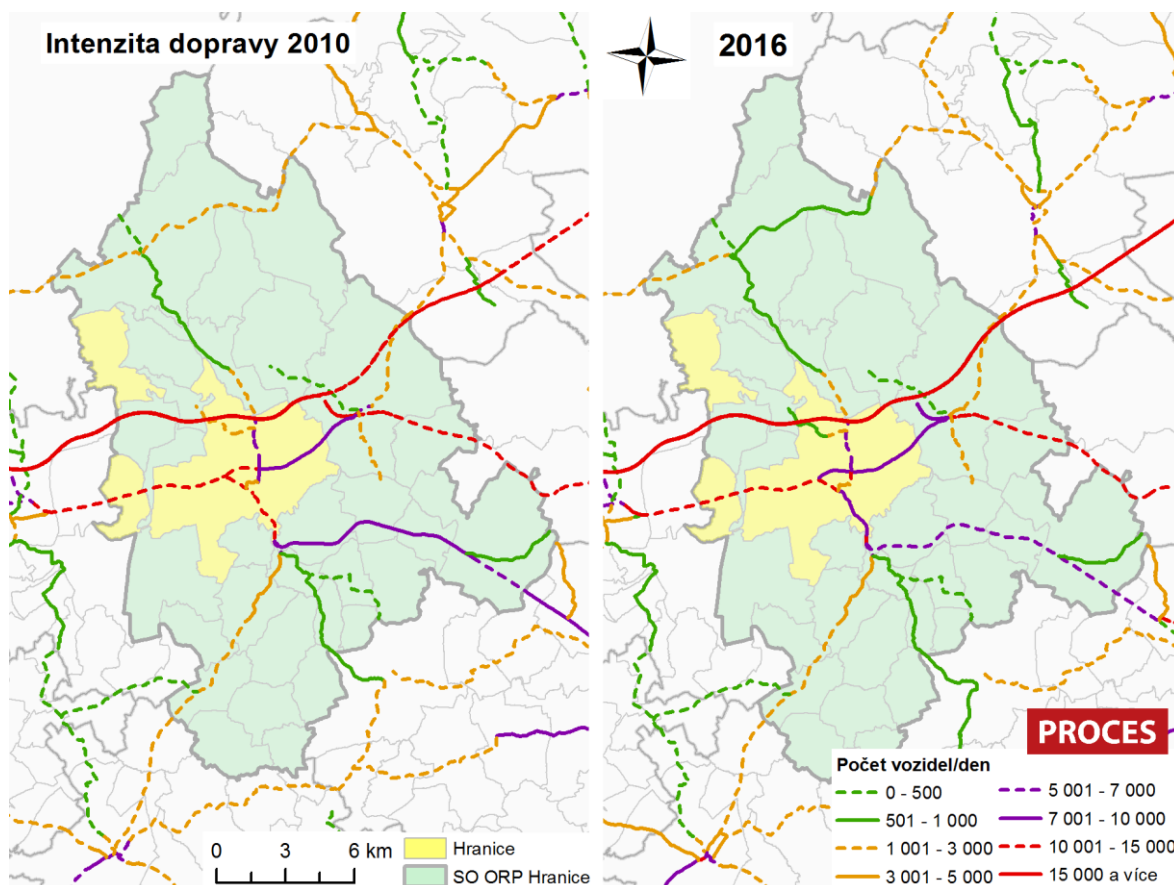 Intenzita dopravy 2010
2016
PROCES
Počet vozidel/den
0 - 500
501 - 1 000
1 001 - 3 000
3 001 - 5 000
5 001 - 7 000
7 001 - 10 000
10 001 - 15 000
15 000 a více
0 3 6 km
Hranice
SO ORP Hranice